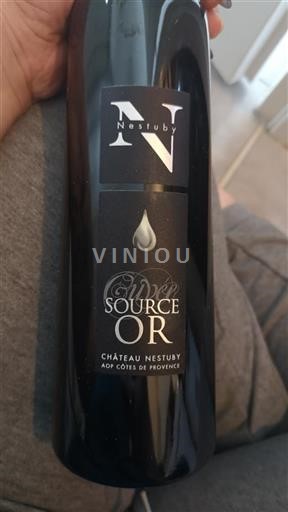 N
Nestuby
VINIOU
Cuvée
SOURCE
OR
CHÂTEAU NESTUBY
AOP CÔTES DE PROVENCE